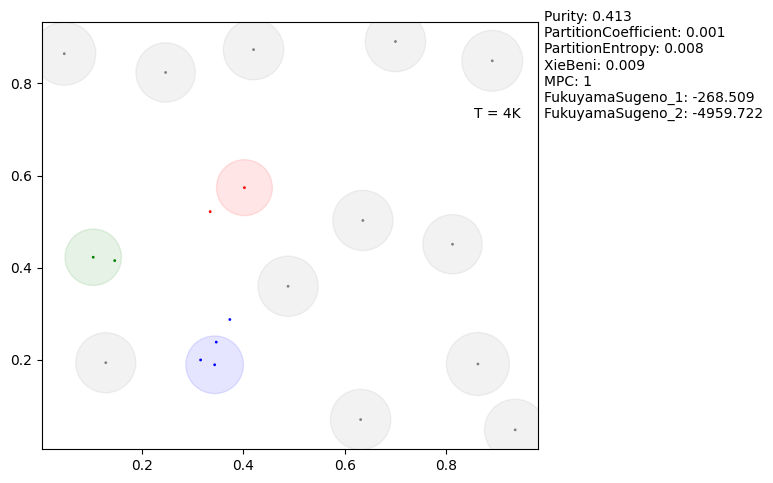 Purity: 0.413
PartitionCoefficient: 0.001
PartitionEntropy: 0.008
XieBeni: 0.009
MPC: 1
FukuyamaSugeno_1: -268.509
FukuyamaSugeno_2: -4959.722
T = 4K
0.8
0.6
0.4
0.2
0.2 0.4 0.6 0.8